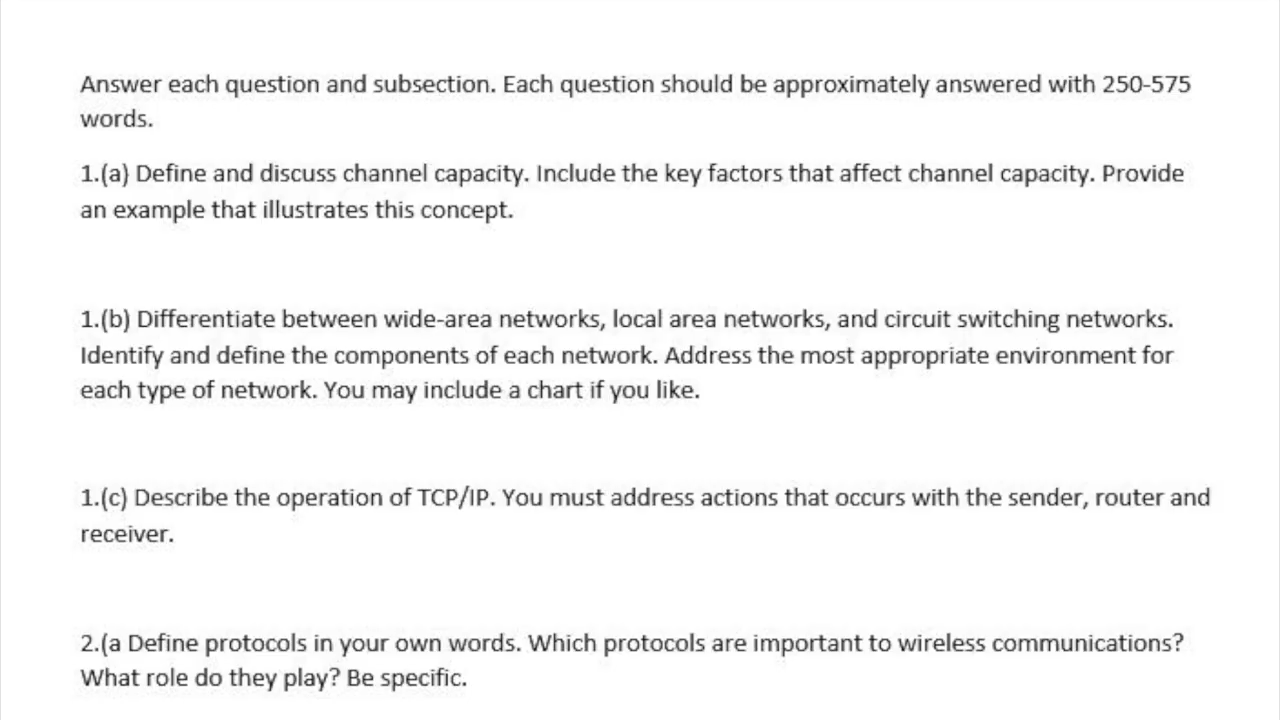 Answer each question and subsection. Each question should be approximately answered with 250-575
words.
1.(a) Define and discuss channel capacity. Include the key factors that affect channel capacity. Provide
an example that illustrates this concept.
1.(b) Differentiate between wide-area networks, local area networks, and circuit switching networks.
Identify and define the components of each network. Address the most appropriate environment for
each type of network. You may include a chart if you like.
1.(c) Describe the operation of TCP/IP. You must address actions that occurs with the sender, router and
receiver.
2.(a Define protocols in your own words. Which protocols are important to wireless communications?
What role do they play? Be specific.